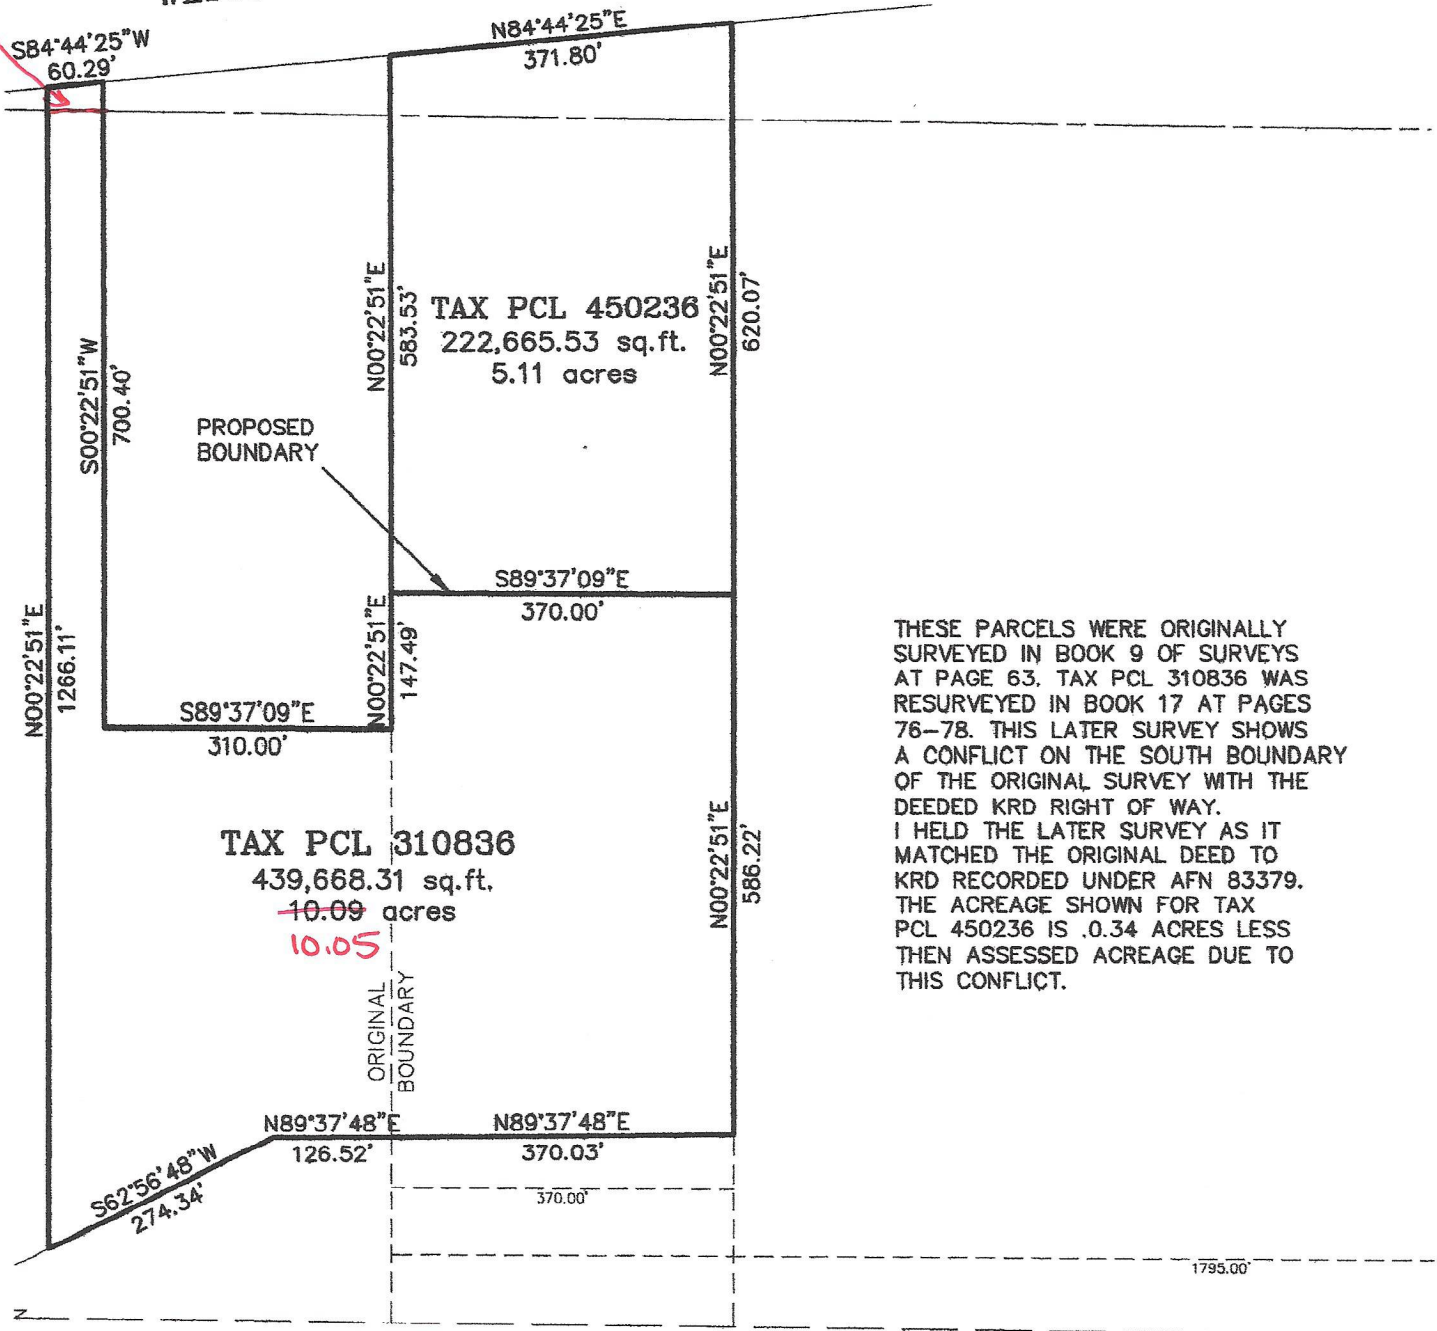 S84°44'25"W
60.29'
N84°44'25"E
371.80'
N00°22'51"E
583.53'
TAX PCL 450236
222,665.53 sq.ft.
5.11 acres
N00°22'51"E
620.07'
S00°22'51"W
700.40'
PROPOSED
BOUNDARY
S89°37'09"E
370.00'
N00°22'51"E
1266.11'
N00°22'51"E
147.49'
S89°37'09"E
310.00'
THESE PARCELS WERE ORIGINALLY
SURVEYED IN BOOK 9 OF SURVEYS
AT PAGE 63. TAX PCL 310836 WAS
RESURVEYED IN BOOK 17 AT PAGES
76-78. THIS LATER SURVEY SHOWS
A CONFLICT ON THE SOUTH BOUNDARY
OF THE ORIGINAL SURVEY WITH THE
DEEDED KRD RIGHT OF WAY.
I HELD THE LATER SURVEY AS IT
MATCHED THE ORIGINAL DEED TO
KRD RECORDED UNDER AFN 83379.
THE ACREAGE SHOWN FOR TAX
PCL 450236 IS .0.34 ACRES LESS
THEN ASSESSED ACREAGE DUE TO
THIS CONFLICT.
TAX PCL 310836
439,668.31 sq.ft.
10.09 acres
10.05
N00°22'51"E
586.22'
ORIGINAL
BOUNDARY
N89°37'48"E
126.52'
N89°37'48"E
370.03'
S62°56'48"W
274.34'
370.00'
1795.00'